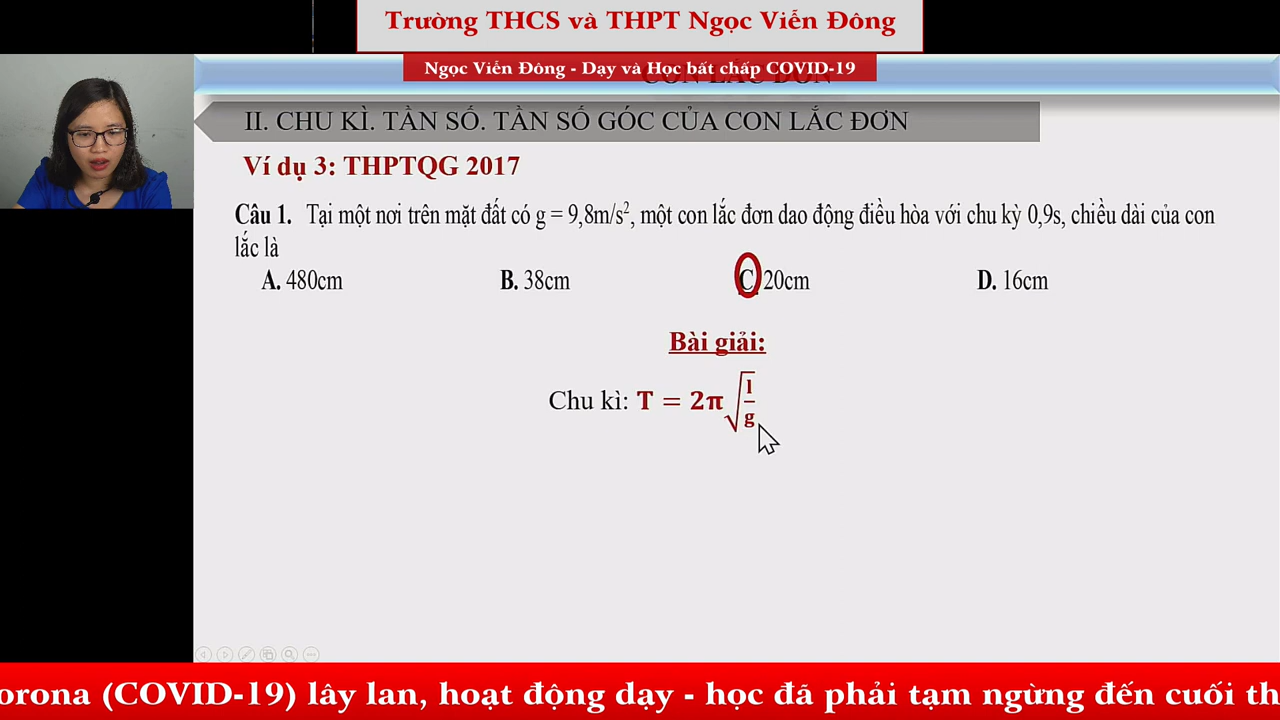 Trường THCS và THPT Ngọc Viễn Đông
Ngọc Viễn Đông - Dạy và Học bất chấp COVID-19
CON LẮC ĐƠN
II. CHU KÌ. TẦN SỐ. TẦN SỐ GÓC CỦA CON LẮC ĐƠN
Ví dụ 3: THPTQG 2017
Câu 1. Tại một nơi trên mặt đất có g = 9,8m/s², một con lắc đơn dao động điều hòa với chu kỳ 0,9s, chiều dài của con
lắc là
A. 480cm B. 38cm C. 20cm D. 16cm
Bài giải:
Chu kì: T = 2π√(l/g)
orona (COVID-19) lây lan, hoạt động dạy - học đã phải tạm ngừng đến cuối th